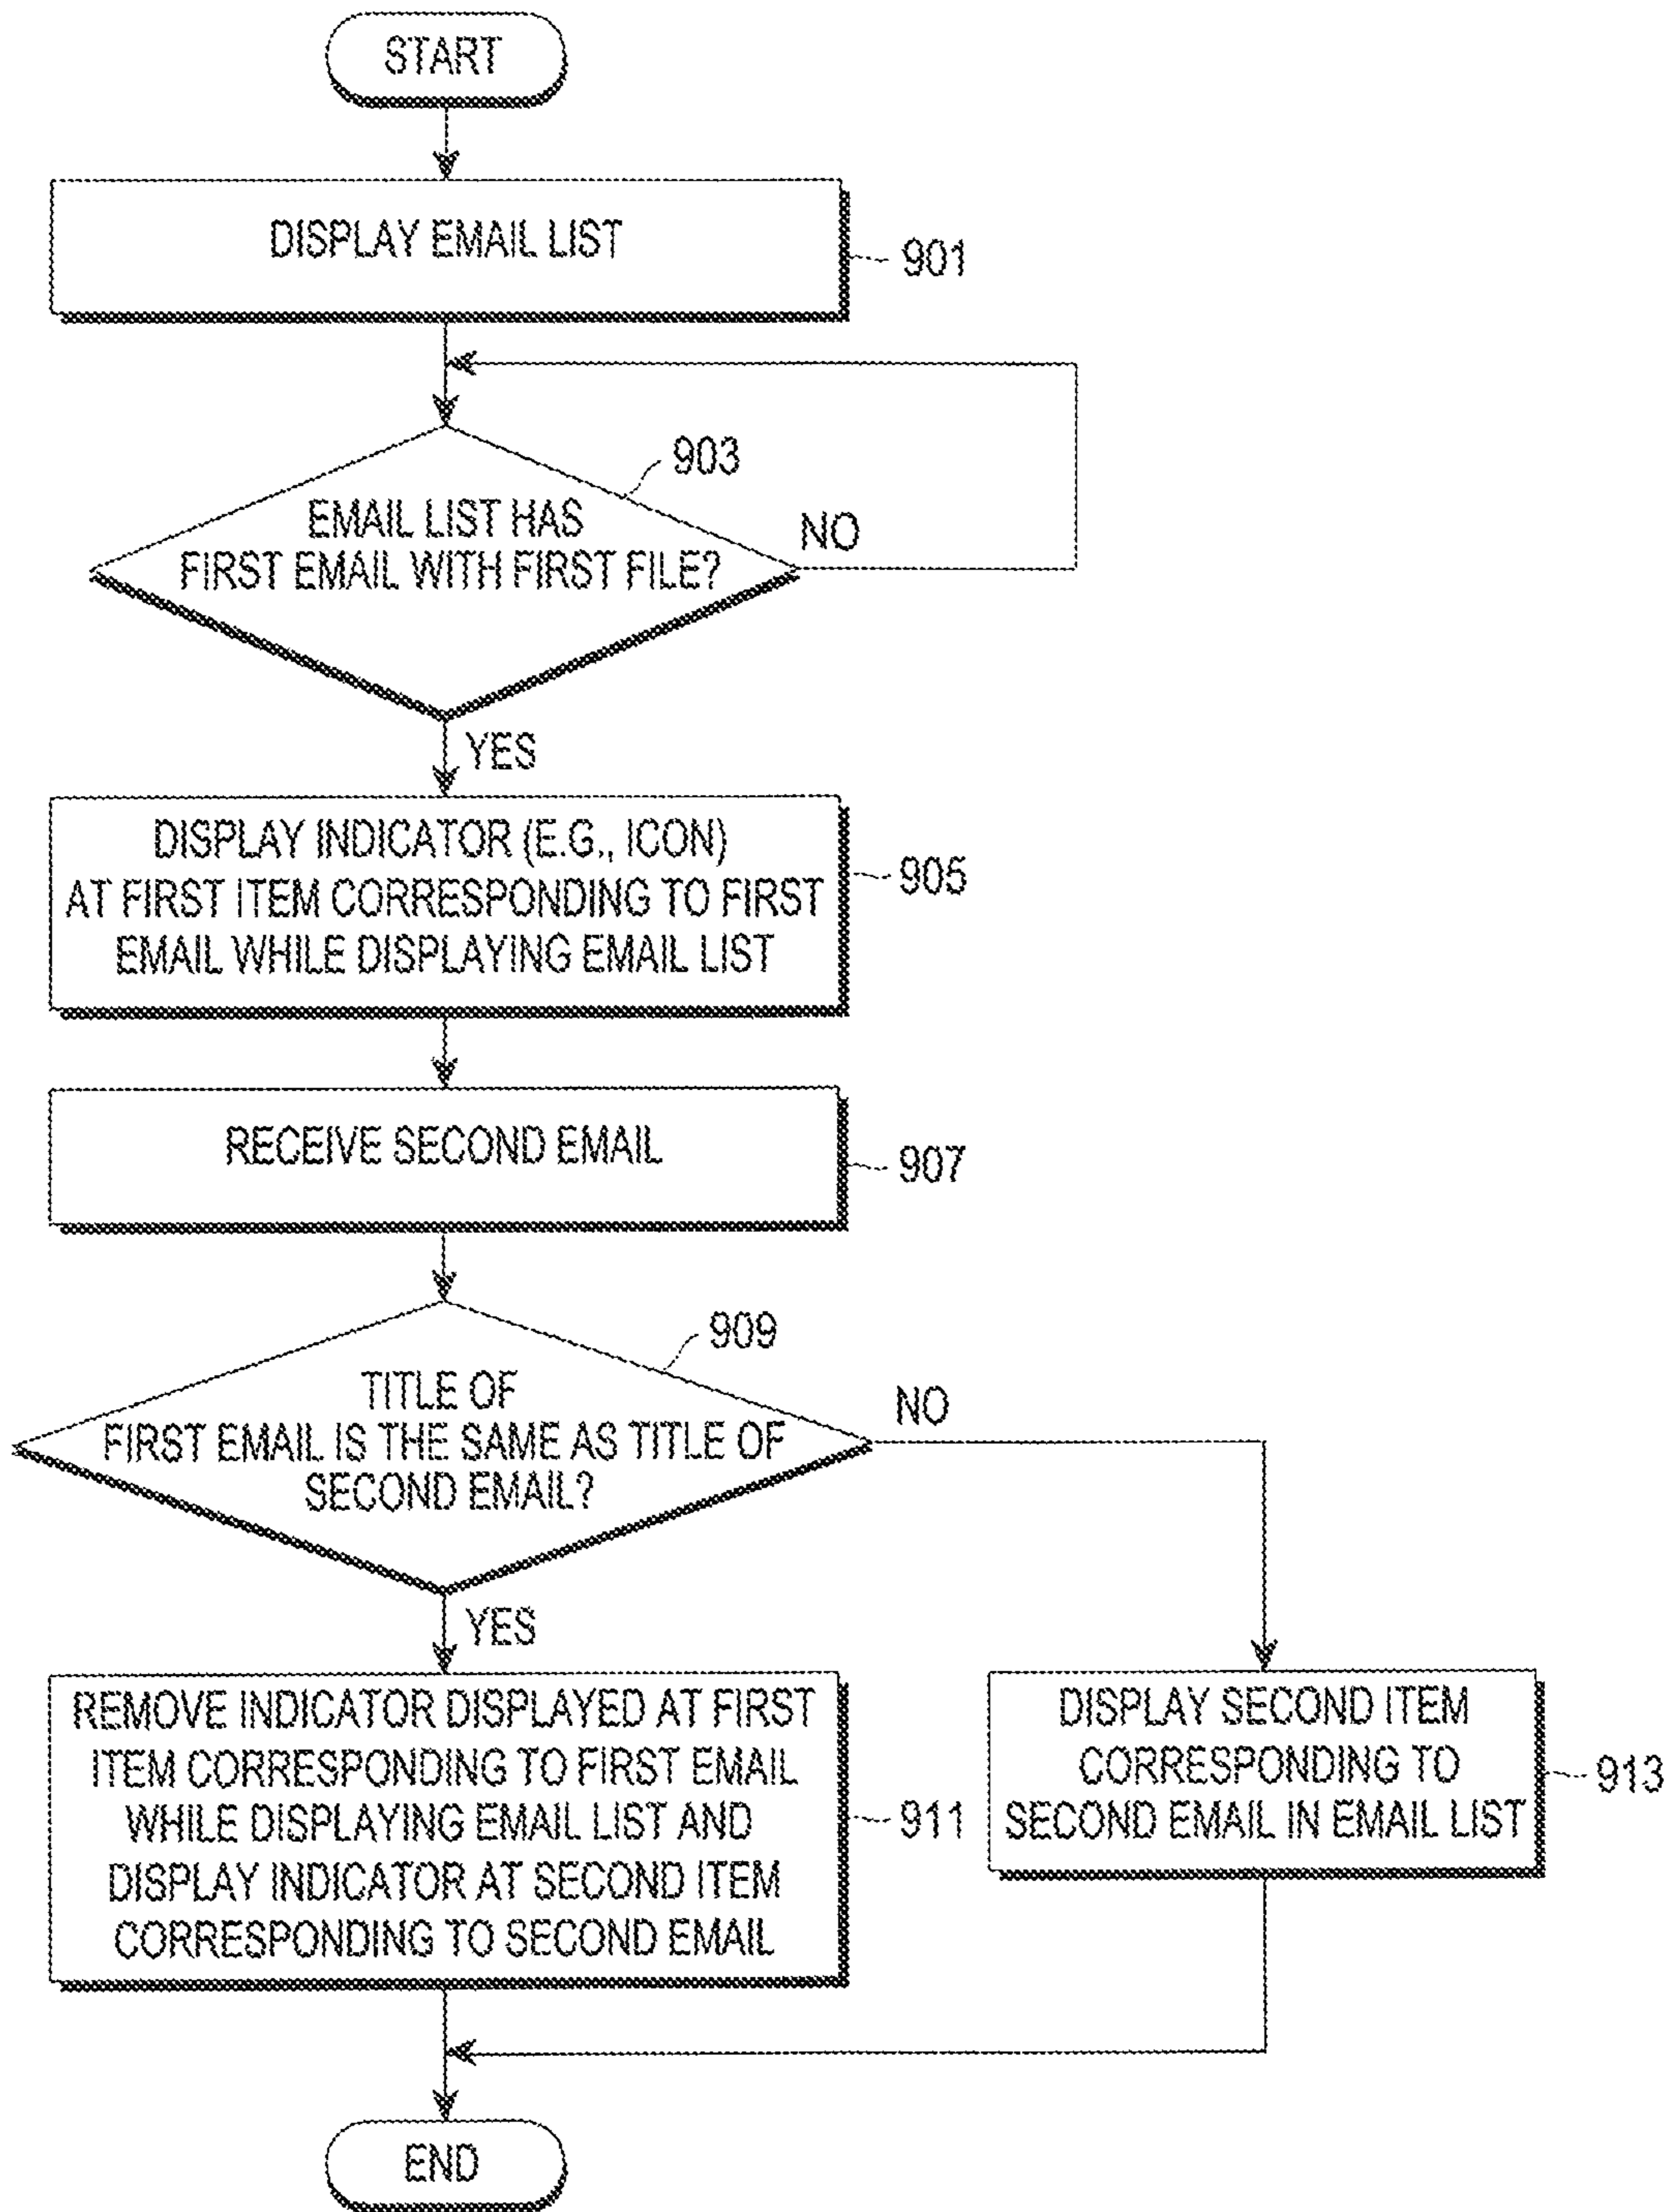 START
DISPLAY EMAIL LIST
901
903
EMAIL LIST HAS
FIRST EMAIL WITH FIRST FILE?
NO
YES
DISPLAY INDICATOR (E.G., ICON)
AT FIRST ITEM CORRESPONDING TO FIRST
EMAIL WHILE DISPLAYING EMAIL LIST
905
RECEIVE SECOND EMAIL
907
909
TITLE OF
FIRST EMAIL IS THE SAME AS TITLE OF
SECOND EMAIL?
NO
YES
REMOVE INDICATOR DISPLAYED AT FIRST
ITEM CORRESPONDING TO FIRST EMAIL
WHILE DISPLAYING EMAIL LIST AND
DISPLAY INDICATOR AT SECOND ITEM
CORRESPONDING TO SECOND EMAIL
911
DISPLAY SECOND ITEM
CORRESPONDING TO
SECOND EMAIL IN EMAIL LIST
913
END